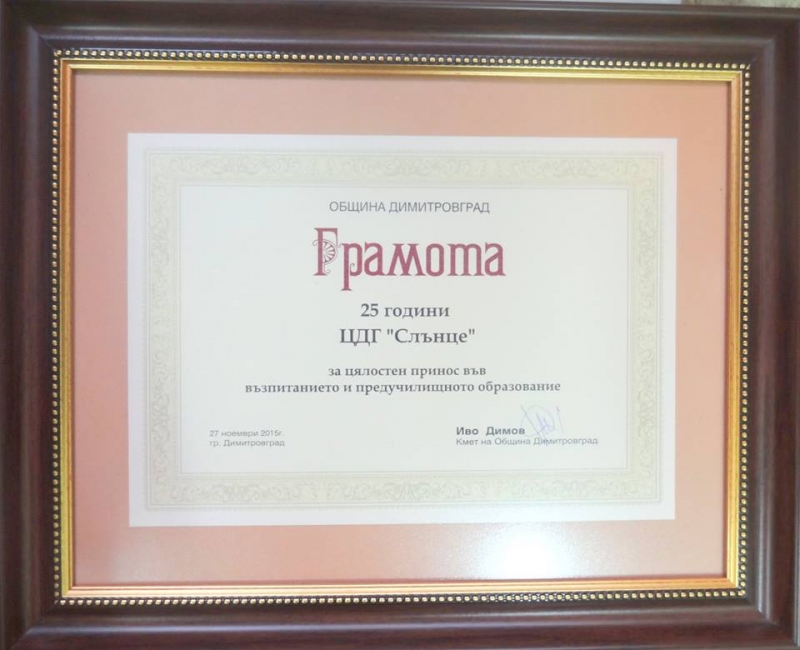 ОБЩИНА ДИМИТРОВГРАД
Грамота
25 години
ЦДГ "Слънце"
за цялостен принос във
възпитанието и предучилищното образование
27 ноември 2015г.
гр. Димитровград
Иво Димов
Кмет на Община Димитровград